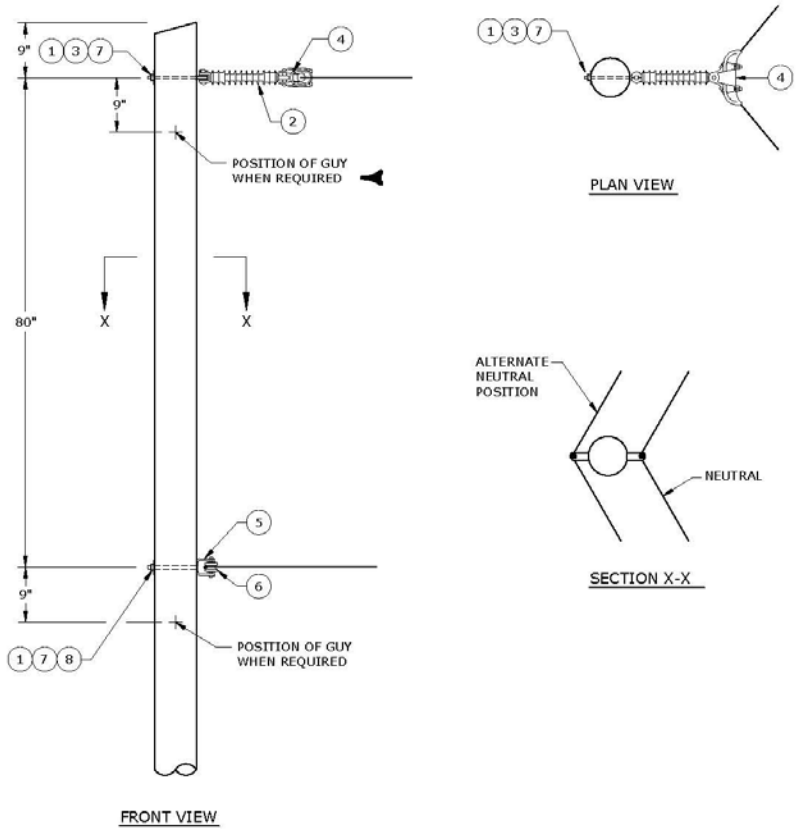 9"
1 3 7
4
9"
2
POSITION OF GUY
WHEN REQUIRED
X X
80"
5
6
9"
1 7 8
POSITION OF GUY
WHEN REQUIRED
FRONT VIEW
1 3 7
4
PLAN VIEW
ALTERNATE
NEUTRAL
POSITION
NEUTRAL
SECTION X-X